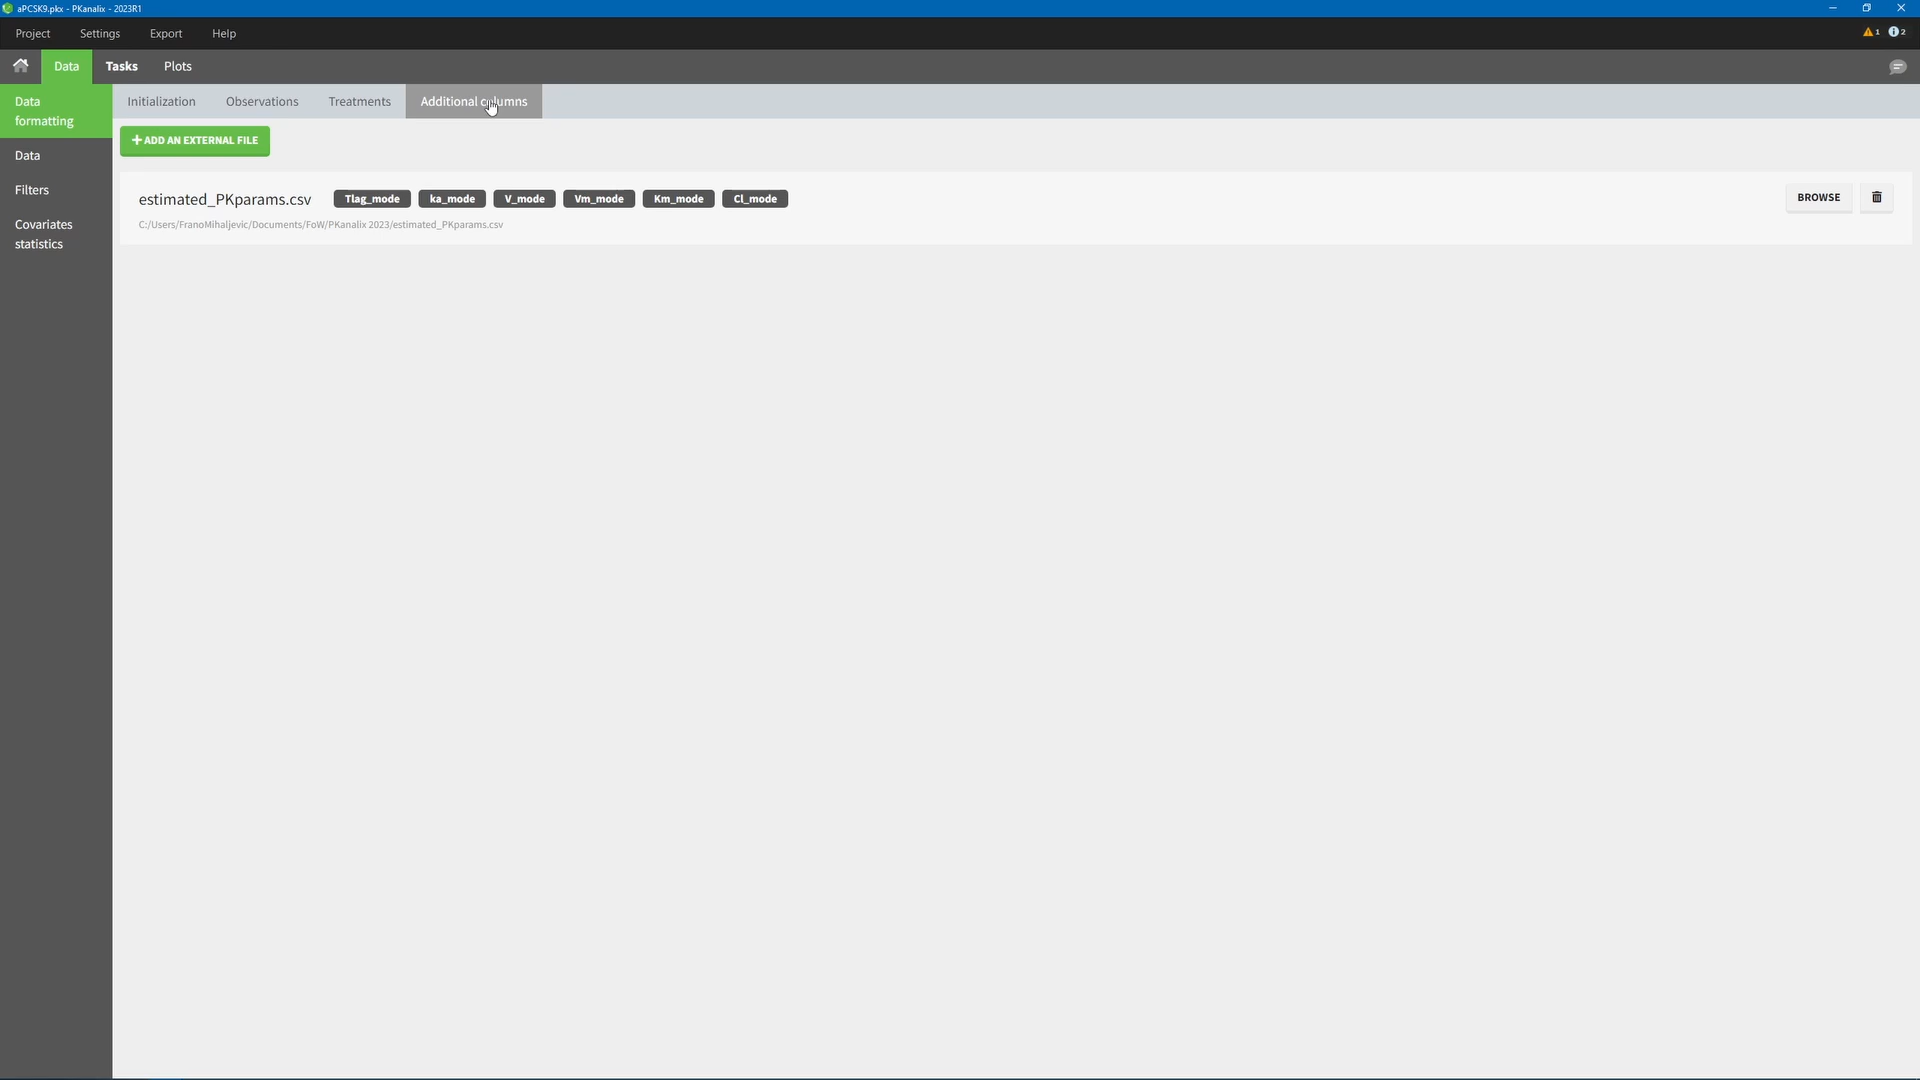 aPCSK9.pkx - PKanalix - 2023R1
Project Settings Export Help
1 2
Data Tasks Plots
Data
formatting
Data
Filters
Covariates
statistics
Initialization Observations Treatments Additional columns
+ ADD AN EXTERNAL FILE
estimated_PKparams.csv Tlag_mode ka_mode V_mode Vm_mode Km_mode Cl_mode
BROWSE
C:/Users/FranoMihaljevic/Documents/FoW/PKanalix 2023/estimated_PKparams.csv